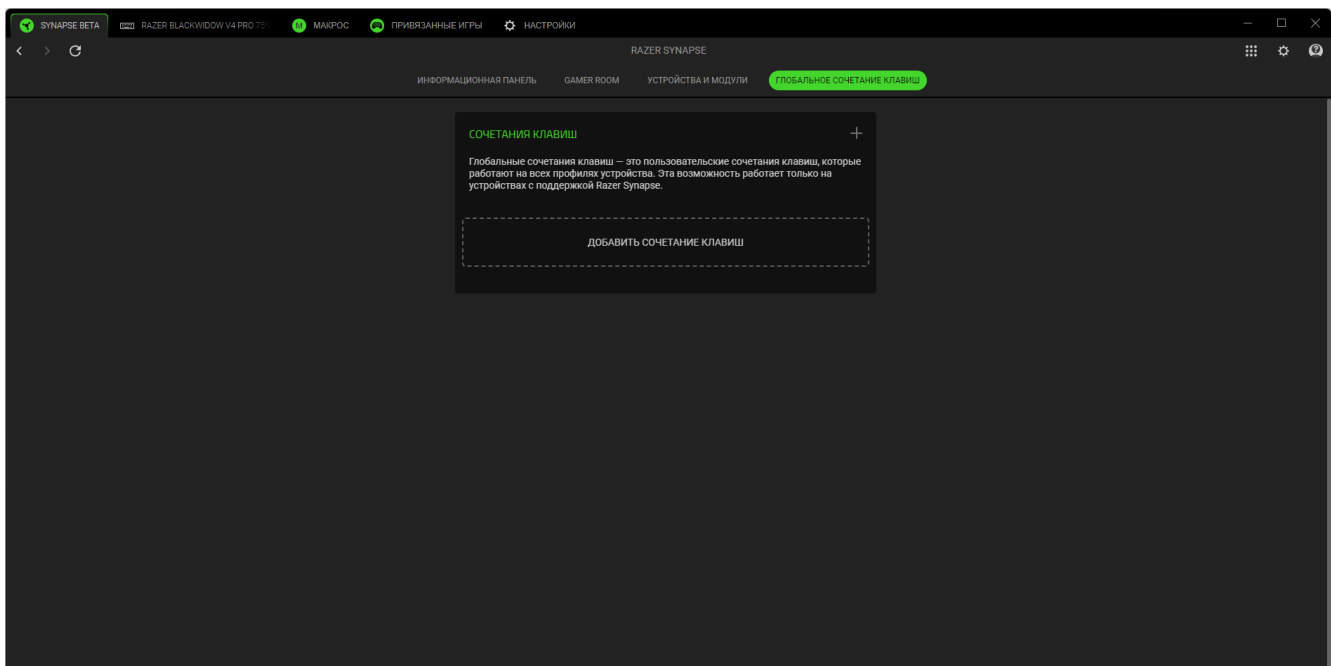 SYNAPSE BETA RAZER BLACKWIDOW V4 PRO 75% M МАКРОС ПРИВЯЗАННЫЕ ИГРЫ НАСТРОЙКИ
RAZER SYNAPSE
ИНФОРМАЦИОННАЯ ПАНЕЛЬ GAMER ROOM УСТРОЙСТВА И МОДУЛИ ГЛОБАЛЬНОЕ СОЧЕТАНИЕ КЛАВИШ
СОЧЕТАНИЯ КЛАВИШ
Глобальные сочетания клавиш — это пользовательские сочетания клавиш, которые
работают на всех профилях устройства. Эта возможность работает только на
устройствах с поддержкой Razer Synapse.
ДОБАВИТЬ СОЧЕТАНИЕ КЛАВИШ